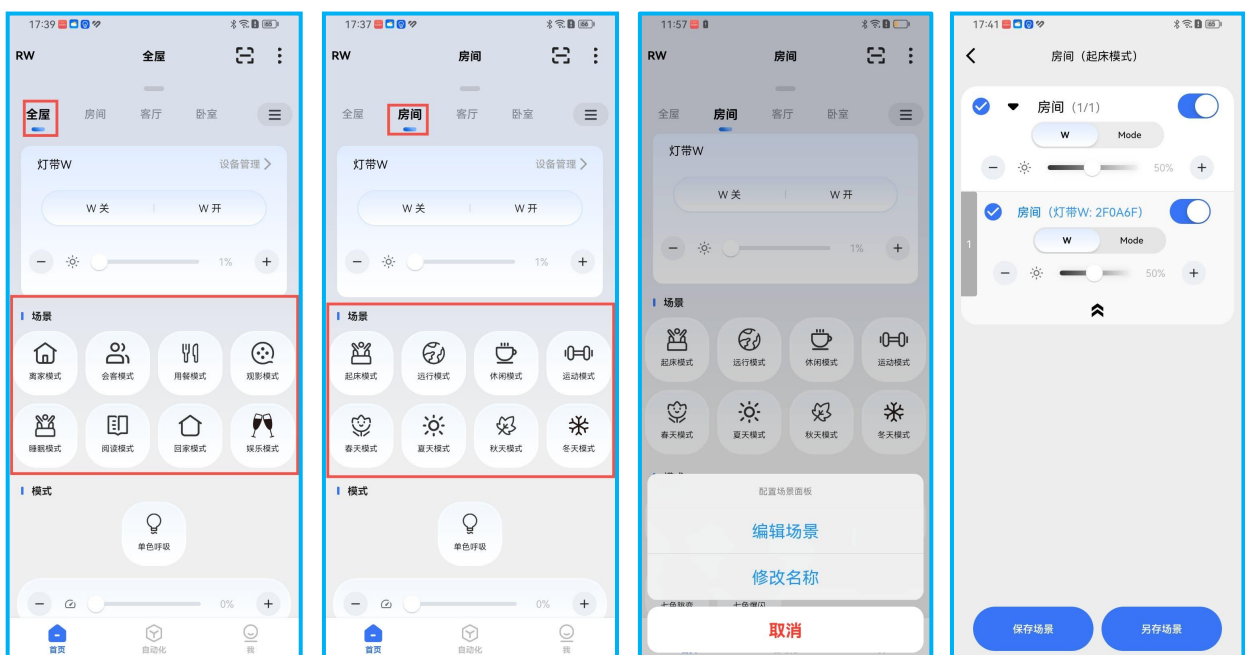 17:39
66
RW
全屋
全屋
房间
客厅
卧室
灯带W
设备管理
W 关
W 开
1%
场景
离家模式
会客模式
用餐模式
观影模式
睡眠模式
阅读模式
回家模式
娱乐模式
模式
单色呼吸
0%
首页
自动化
我
17:37
66
RW
房间
全屋
房间
客厅
卧室
灯带W
设备管理
W 关
W 开
1%
场景
起床模式
远行模式
休闲模式
运动模式
春天模式
夏天模式
秋天模式
冬天模式
模式
单色呼吸
0%
首页
自动化
我
11:57
RW
房间
全屋
房间
客厅
卧室
灯带W
W 关
W 开
1%
场景
起床模式
远行模式
休闲模式
运动模式
春天模式
夏天模式
秋天模式
冬天模式
配置场景面板
编辑场景
修改名称
取消
17:41
65
房间（起床模式）
房间（1/1）
W
Mode
50%
1
房间（灯带W: 2F0A6F）
W
Mode
50%
保存场景
另存场景